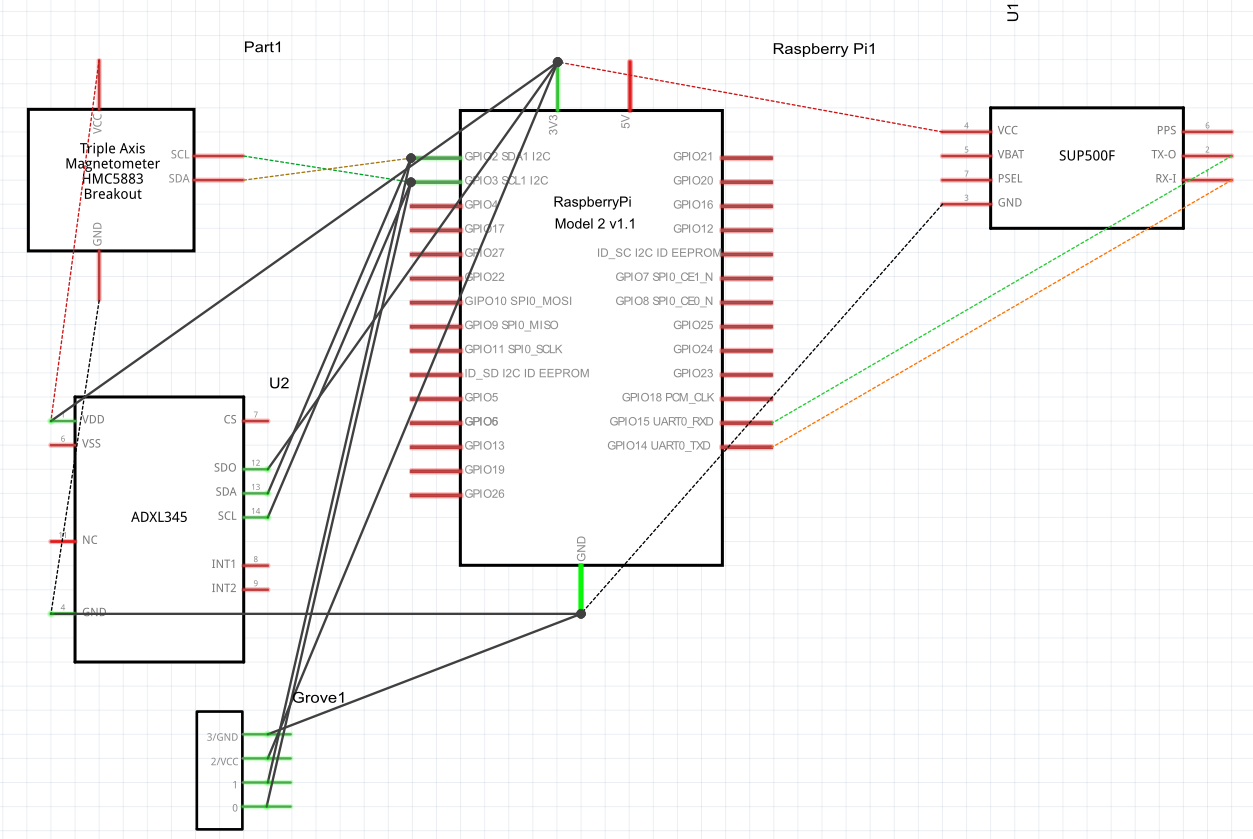 U1
Part1
Raspberry Pi1
VCC
Triple Axis
Magnetometer
HMC5883
Breakout
SCL
SDA
GND
3V3
5V
GPIO2 SDA1 I2C
GPIO3 SCL1 I2C
GPIO4
GPIO17
GPIO27
GPIO22
GIPO10 SPI0_MOSI
GPIO9 SPI0_MISO
GPIO11 SPI0_SCLK
ID_SD I2C ID EEPROM
GPIO5
GPIO6
GPIO13
GPIO19
GPIO26
RaspberryPi
Model 2 v1.1
GPIO21
GPIO20
GPIO16
GPIO12
ID_SC I2C ID EEPROM
GPIO7 SPI0_CE1_N
GPIO8 SPI0_CE0_N
GPIO25
GPIO24
GPIO23
GPIO18 PCM_CLK
GPIO15 UART0_RXD
GPIO14 UART0_TXD
GND
4 VCC
5 VBAT
7 PSEL
3 GND
SUP500F
PPS 6
TX-O 2
RX-I 1
U2
VDD
6 VSS
NC
4 GND
ADXL345
CS 7
SDO 12
SDA 13
SCL 14
INT1 8
INT2 9
Grove1
3/GND
2/VCC
1
0